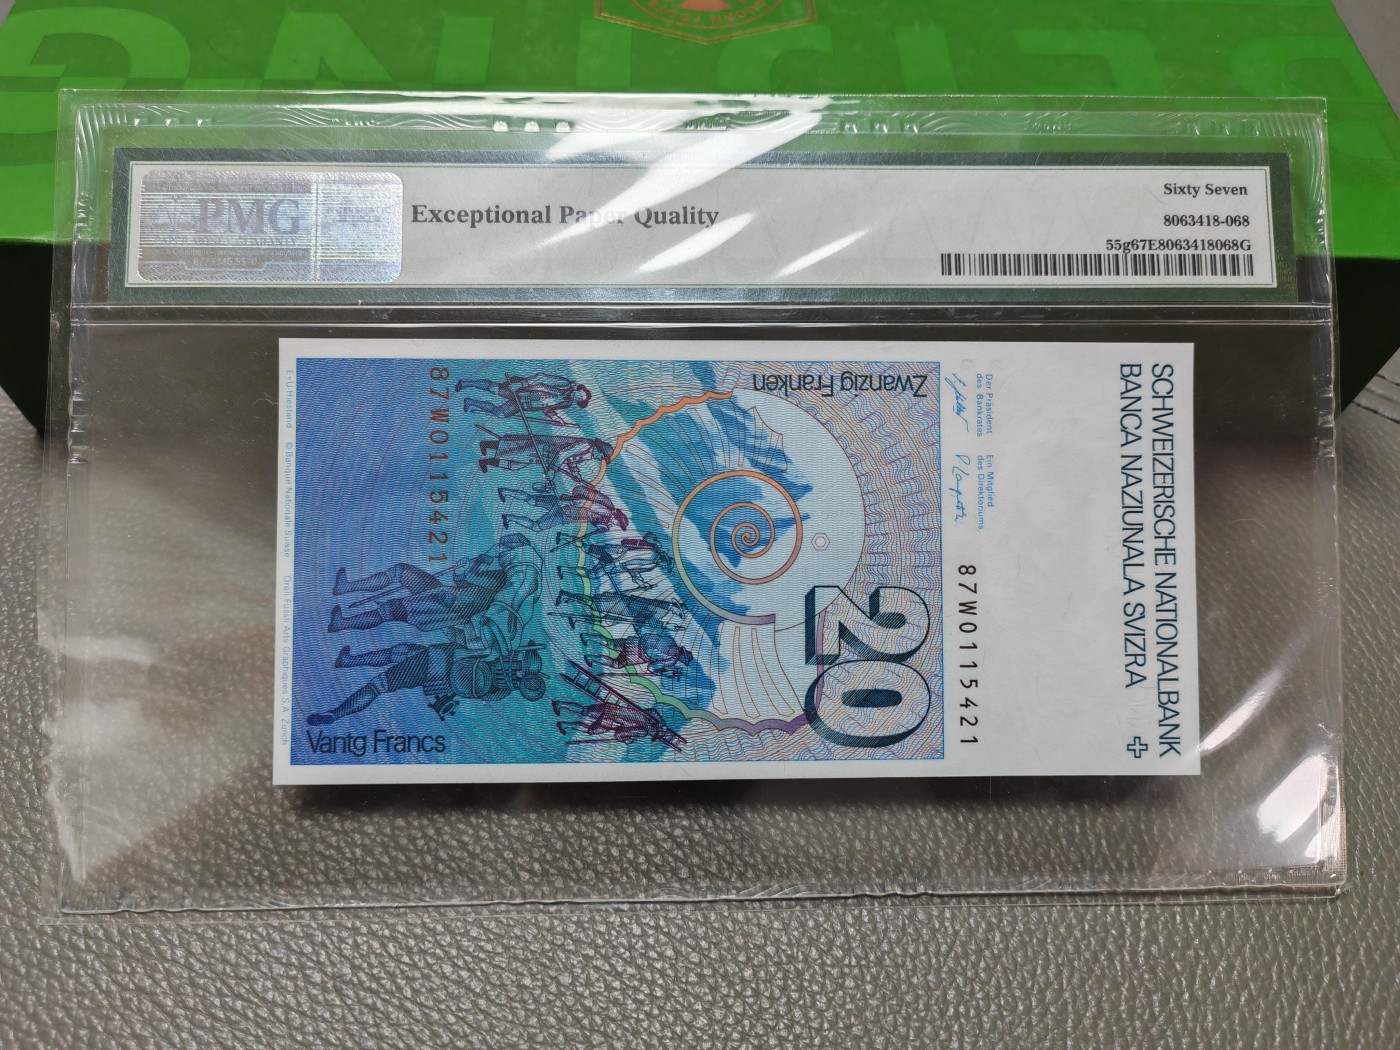 PMG
Exceptional Paper Quality
Sixty Seven
8063418-068
55g67E8063418068G
SCHWEIZERISCHE NATIONALBANK
BANCA NAZIUNALA SVIZRA
Der Präsident
des Bankrates
Ein Mitglied
des Direktoriums
87W0115421
Zwanzig Franken
20
87W0115421
Vantg Francs
E+U Hiestand © Banque Nationale Suisse Orell Füssli Arts Graphiques S.A. Zurich